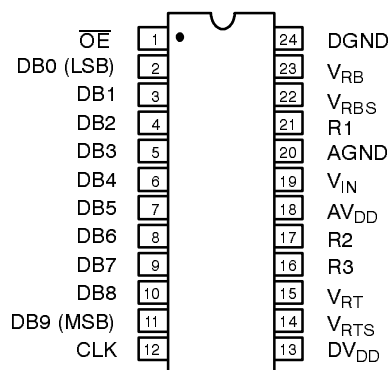 OE 1 24 DGND
DB0 (LSB) 2 23 VRB
DB1 3 22 VRBS
DB2 4 21 R1
DB3 5 20 AGND
DB4 6 19 VIN
DB5 7 18 AVDD
DB6 8 17 R2
DB7 9 16 R3
DB8 10 15 VRT
DB9 (MSB) 11 14 VRTS
CLK 12 13 DVDD